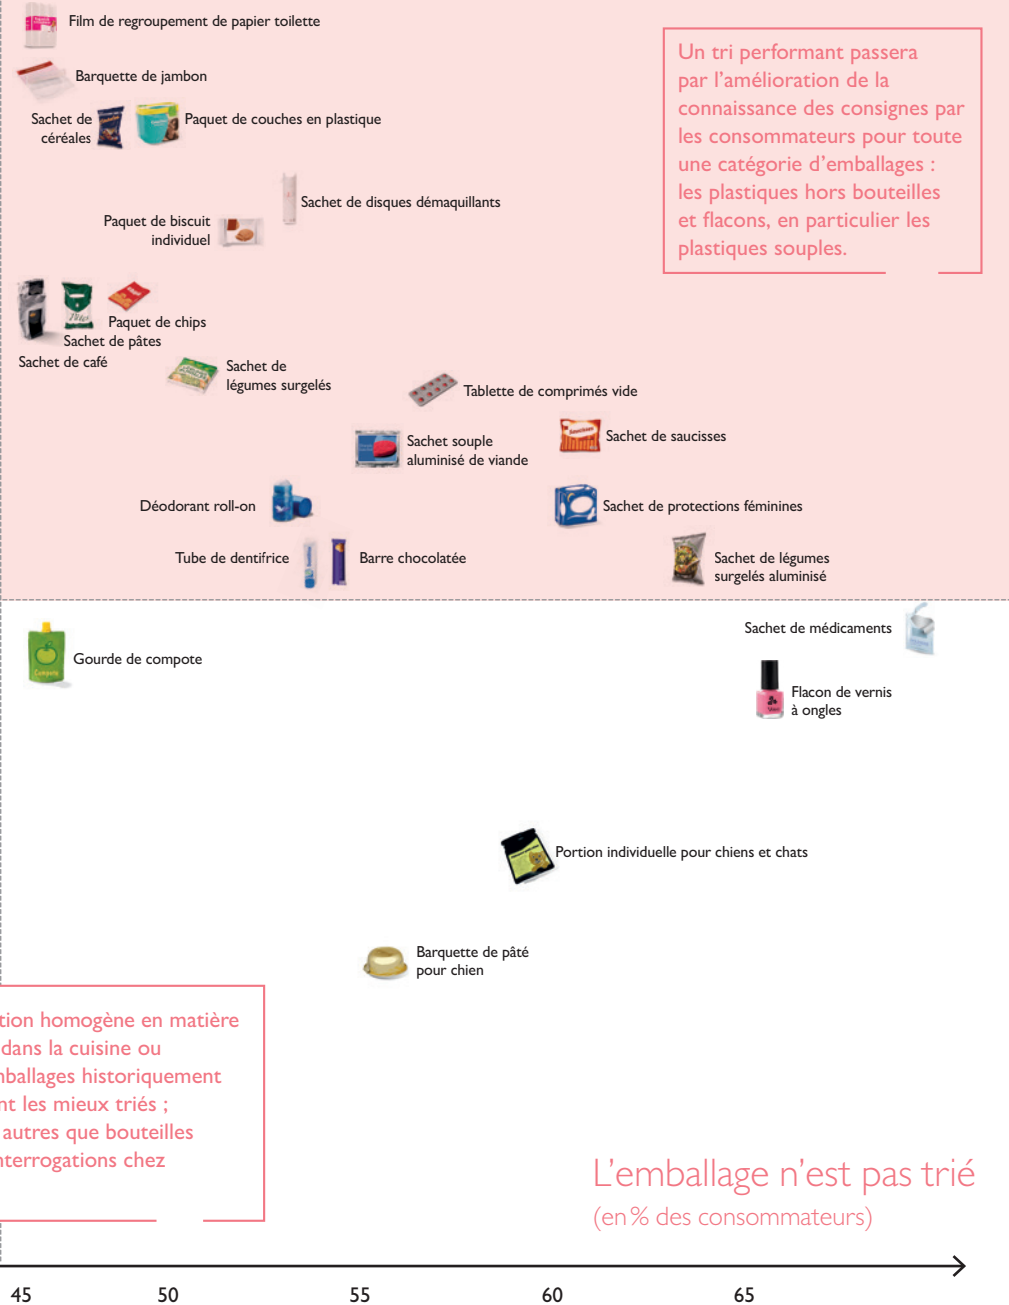 Film de regroupement de papier toilette
Barquette de jambon
Sachet de
céréales
Paquet de couches en plastique
Un tri performant passera
par l'amélioration de la
connaissance des consignes par
les consommateurs pour toute
une catégorie d'emballages :
les plastiques hors bouteilles
et flacons, en particulier les
plastiques souples.
Sachet de disques démaquillants
Paquet de biscuit
individuel
Paquet de chips
Sachet de pâtes
Sachet de café
Sachet de
légumes surgelés
Tablette de comprimés vide
Sachet souple
aluminisé de viande
Sachet de saucisses
Déodorant roll-on
Sachet de protections féminines
Tube de dentifrice
Barre chocolatée
Sachet de légumes
surgelés aluminisé
Sachet de médicaments
Compote
Gourde de compote
Flacon de vernis
à ongles
Portion individuelle pour chiens et chats
Barquette de pâté
pour chien
tion homogène en matière
dans la cuisine ou
ballages historiquement
nt les mieux triés ;
autres que bouteilles
nterrogations chez
L'emballage n'est pas trié
(en % des consommateurs)
45 50 55 60 65